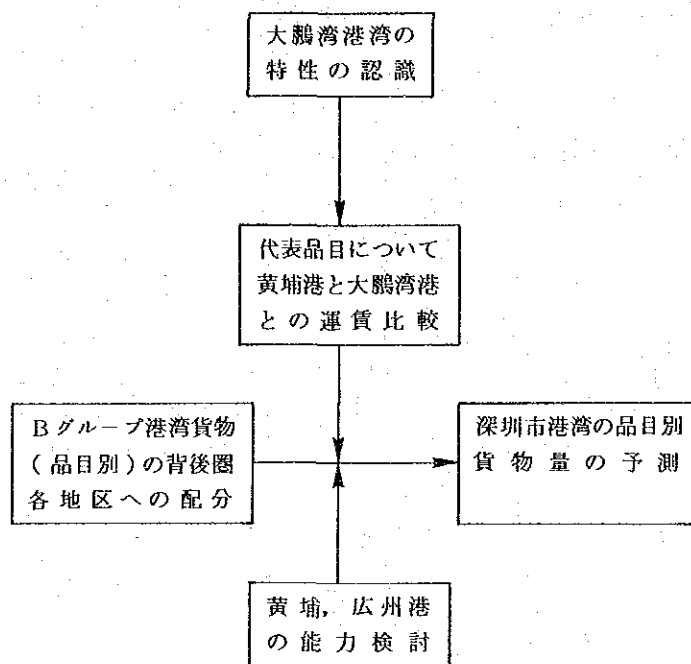 大鵬湾港湾の
特性の認識
代表品目について
黄埔港と大鵬湾港
との運賃比較
Bグループ港湾貨物
(品目別)の背後圏
各地区への配分
深圳市港湾の品目別
貨物量の予測
黄埔,広州港
の能力検討